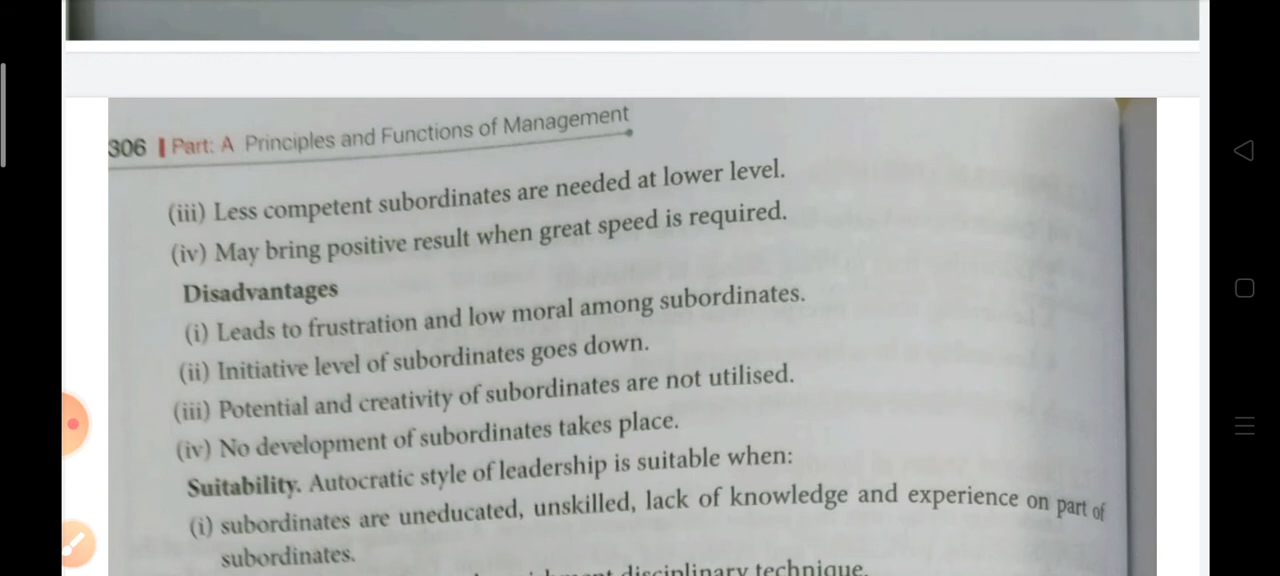 306 | Part: A Principles and Functions of Management
(iii) Less competent subordinates are needed at lower level.
(iv) May bring positive result when great speed is required.
Disadvantages
(i) Leads to frustration and low moral among subordinates.
(ii) Initiative level of subordinates goes down.
(iii) Potential and creativity of subordinates are not utilised.
(iv) No development of subordinates takes place.
Suitability. Autocratic style of leadership is suitable when:
(i) subordinates are uneducated, unskilled, lack of knowledge and experience on part of
subordinates.
disciplinary technique.